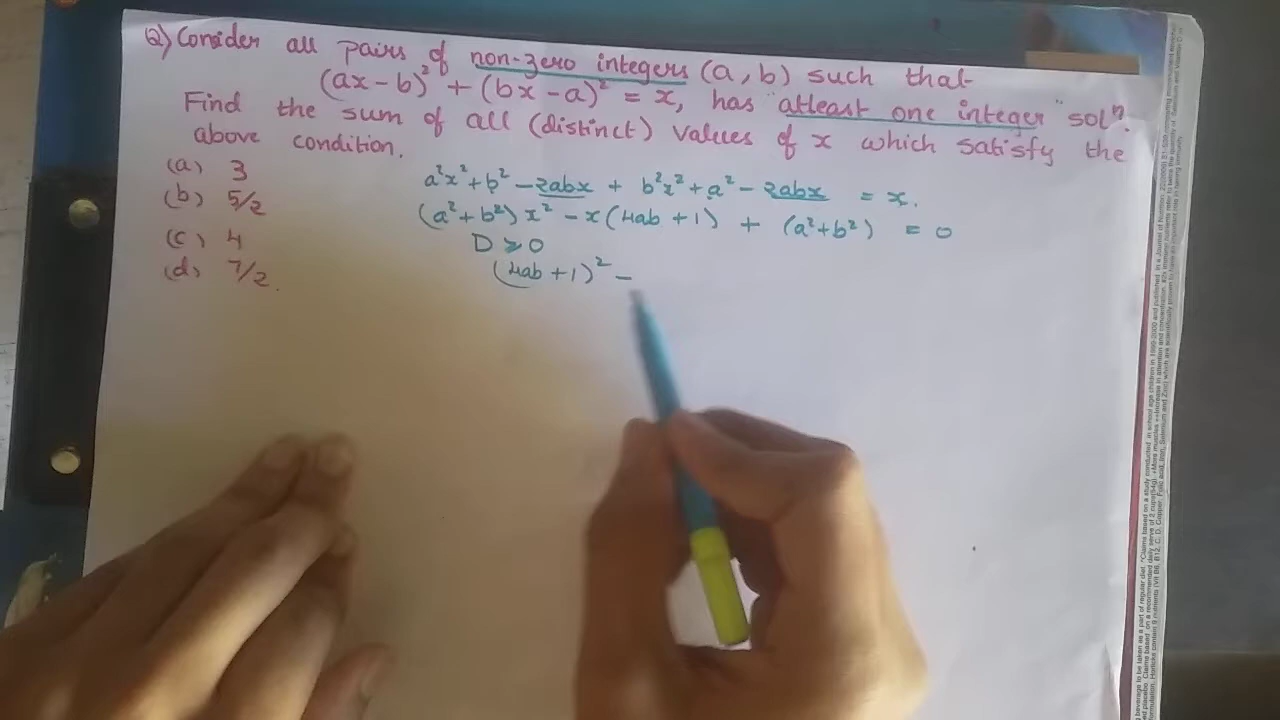 Q) Consider all pairs of non-zero integers (a, b) such that
(ax - b)² + (bx - a)² = x, has "atleast one integer" solⁿ.
Find the sum of all (distinct) values of x which satisfy the
above condition.
(a) 3
(b) 5/2
(c) 4
(d) 7/2.
a²x² + b² - 2abx + b²x² + a² - 2abx = x.
(a² + b²) x² - x(4ab + 1) + (a² + b²) = 0
D ≥ 0
(4ab + 1)² -